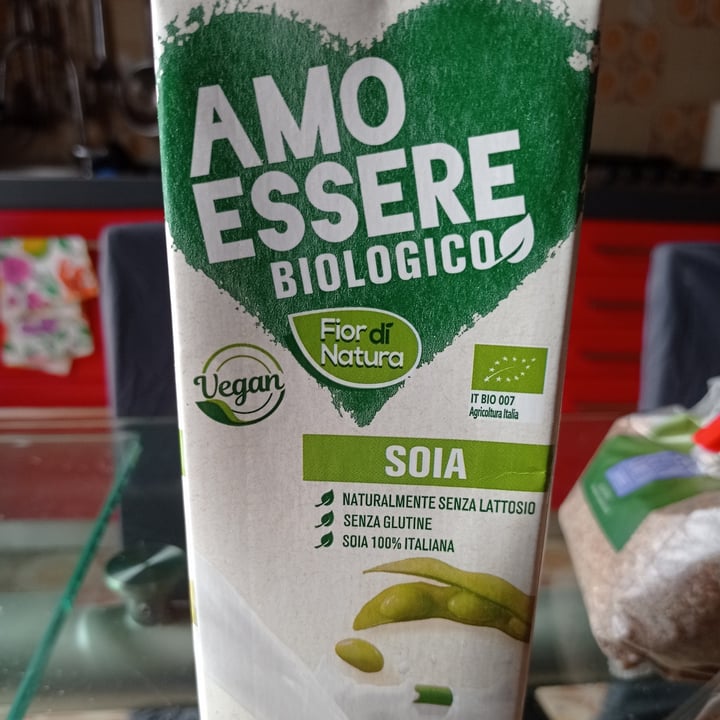 AMO
ESSERE
BIOLOGICO
Fior di
Natura
Vegan
IT BIO 007
Agricoltura Italia
SOIA
NATURALMENTE SENZA LATTOSIO
SENZA GLUTINE
SOIA 100% ITALIANA